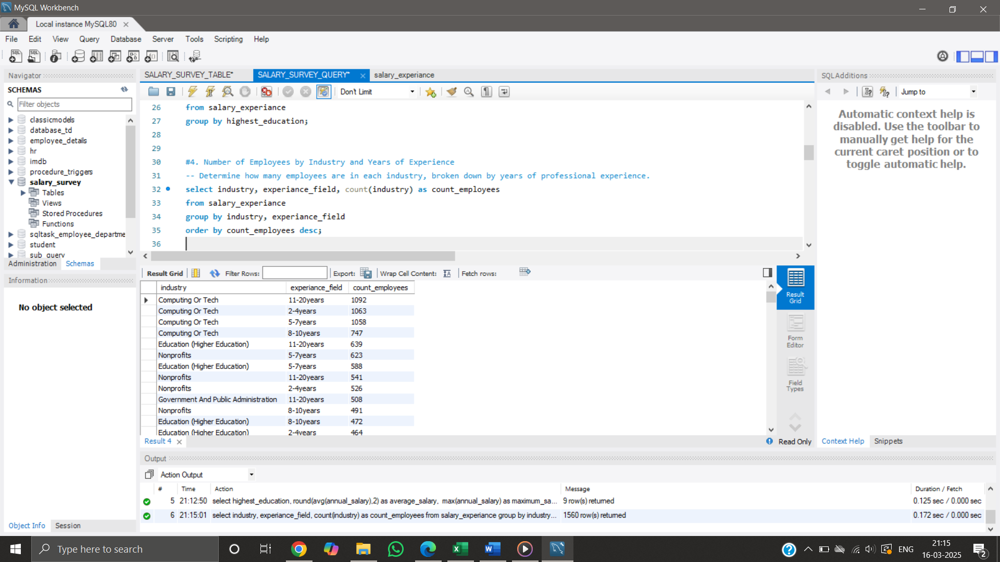 MySQL Workbench
Local instance MySQL80
File Edit View Query Database Server Tools Scripting Help
Navigator
SCHEMAS
Filter objects
classicmodels
database_td
employee_details
hr
imdb
procedure_triggers
salary_survey
Tables
Views
Stored Procedures
Functions
sqltask_employee_departme
student
sub_query
Administration Schemas
Information
No object selected
Object Info Session
SALARY_SURVEY_TABLE* SALARY_SURVEY_QUERY* salary_experiance
Don't Limit
26 from salary_experiance
27 group by highest_education;
28
29
30 #4. Number of Employees by Industry and Years of Experience
31 -- Determine how many employees are in each industry, broken down by years of professional experience.
32 select industry, experiance_field, count(industry) as count_employees
33 from salary_experiance
34 group by industry, experiance_field
35 order by count_employees desc;
36
Result Grid Filter Rows: Export: Wrap Cell Content: Fetch rows:
industry experiance_field count_employees
Computing Or Tech 11-20years 1092
Computing Or Tech 2-4years 1063
Computing Or Tech 5-7years 1058
Computing Or Tech 8-10years 747
Education (Higher Education) 11-20years 639
Nonprofits 5-7years 623
Education (Higher Education) 5-7years 588
Nonprofits 11-20years 541
Nonprofits 2-4years 526
Government And Public Administration 11-20years 508
Nonprofits 8-10years 491
Education (Higher Education) 8-10years 472
Education (Higher Education) 2-4years 464
Result Grid
Form Editor
Field Types
Result 4
Read Only
SQLAdditions
Jump to
Automatic context help is
disabled. Use the toolbar to
manually get help for the
current caret position or to
toggle automatic help.
Context Help Snippets
Output
Action Output
# Time Action Message Duration / Fetch
5 21:12:50 select highest_education, round(avg(annual_salary),2) as average_salary, max(annual_salary) as maximum_sa... 9 row(s) returned 0.125 sec / 0.000 sec
6 21:15:01 select industry, experiance_field, count(industry) as count_employees from salary_experiance group by industry... 1560 row(s) returned 0.172 sec / 0.000 sec
Type here to search
ENG
21:15
16-03-2025
2